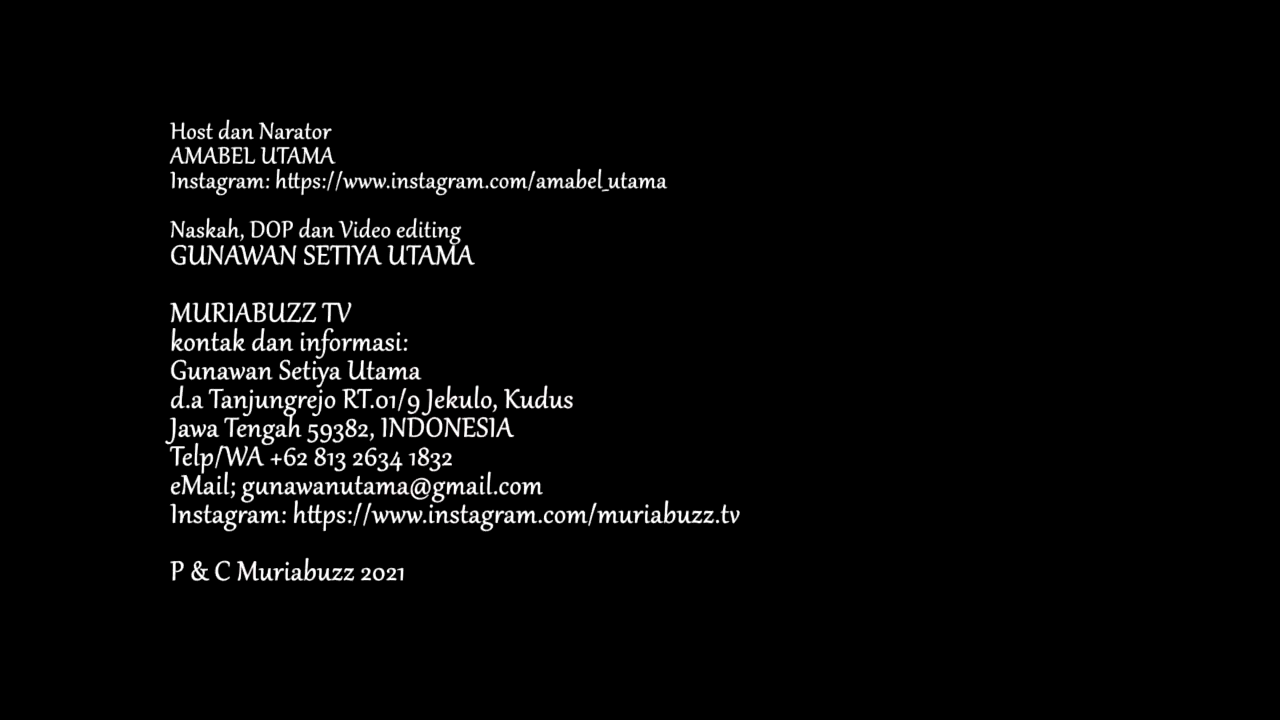 Host dan Narator
AMABEL UTAMA
Instagram: https://www.instagram.com/amabel_utama
Naskah, DOP dan Video editing
GUNAWAN SETIYA UTAMA
MURIABUZZ TV
kontak dan informasi:
Gunawan Setiya Utama
d.a Tanjungrejo RT.01/9 Jekulo, Kudus
Jawa Tengah 59382, INDONESIA
Telp/WA +62 813 2634 1832
eMail; gunawanutama@gmail.com
Instagram: https://www.instagram.com/muriabuzz.tv
P & C Muriabuzz 2021